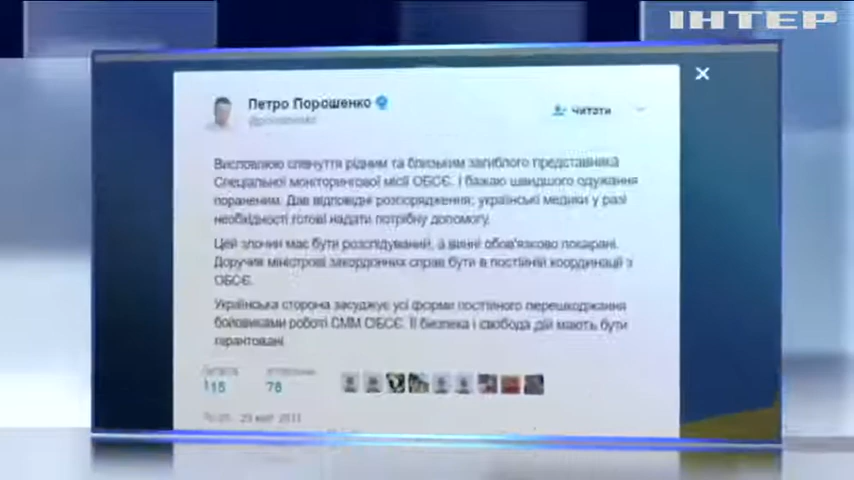 ІНТЕР
Петро Порошенко
Читати
Висловлюю співчуття рідним та близьким загиблого представника
Спеціальної моніторингової місії ОБСЄ. І бажаю швидшого одужання
пораненим. Дав відповідні розпорядження; українські медики у разі
необхідності готові надати потрібну допомогу.
Цей злочин має бути розслідуваний, а винні обов'язково покарані.
Доручив міністрові закордонних справ бути в постійній координації з
ОБСЄ.
Українська сторона засуджує усі форми постійного перешкоджання
бойовиками роботі СММ ОБСЄ. Її безпека і свобода дій мають бути
гарантовані
115 78